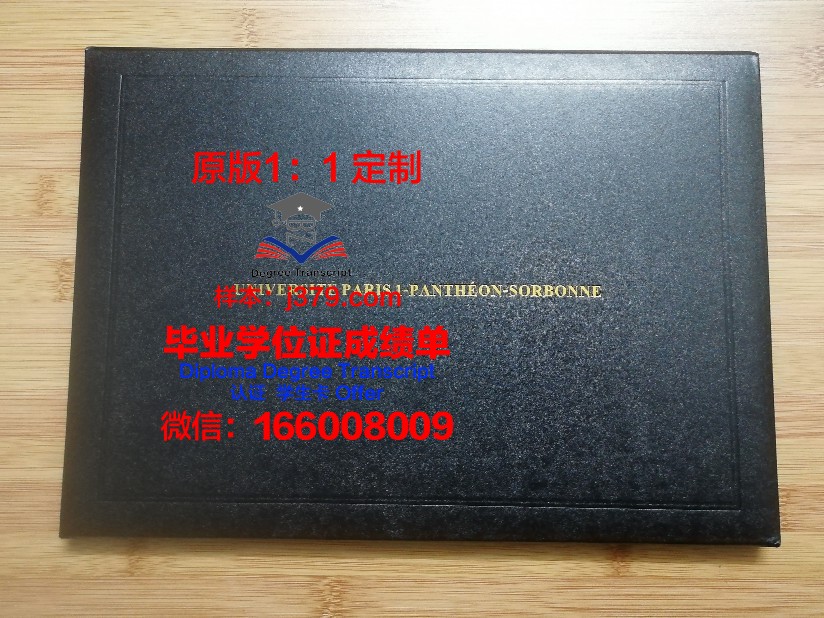 原版1：1 定制
Degree Transcript
UNIVERSITÉ PARIS 1-PANTHÉON-SORBONNE
样本：j379.com
毕业学位证成绩单
Diploma Degree Transcript
认证 学生卡 Offer
微信：166008009